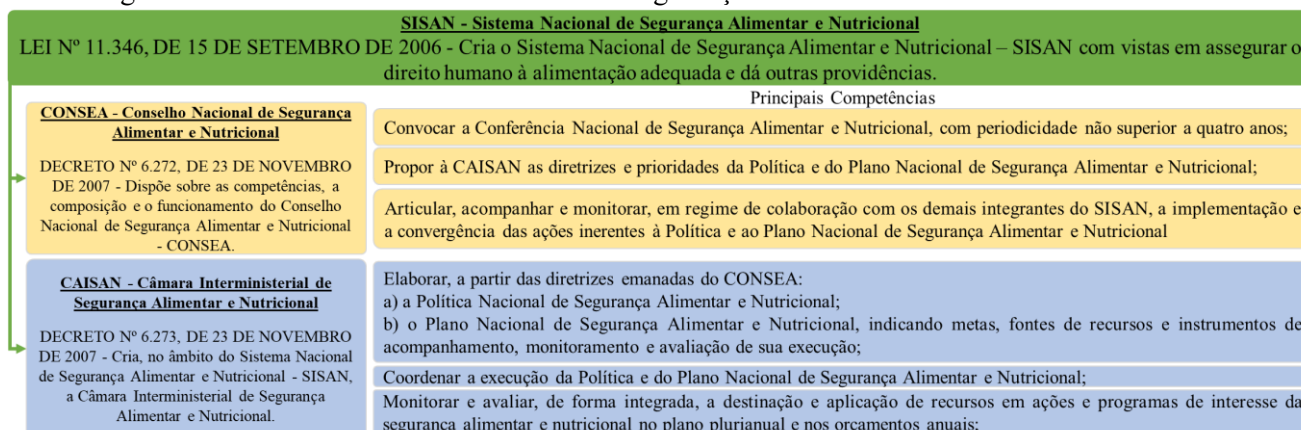 SISAN - Sistema Nacional de Segurança Alimentar e Nutricional
LEI Nº 11.346, DE 15 DE SETEMBRO DE 2006 - Cria o Sistema Nacional de Segurança Alimentar e Nutricional – SISAN com vistas em assegurar o
direito humano à alimentação adequada e dá outras providências.
CONSEA - Conselho Nacional de Segurança
Alimentar e Nutricional
DECRETO Nº 6.272, DE 23 DE NOVEMBRO
DE 2007 - Dispõe sobre as competências, a
composição e o funcionamento do Conselho
Nacional de Segurança Alimentar e Nutricional
- CONSEA.
Principais Competências
Convocar a Conferência Nacional de Segurança Alimentar e Nutricional, com periodicidade não superior a quatro anos;
Propor à CAISAN as diretrizes e prioridades da Política e do Plano Nacional de Segurança Alimentar e Nutricional;
Articular, acompanhar e monitorar, em regime de colaboração com os demais integrantes do SISAN, a implementação e
a convergência das ações inerentes à Política e ao Plano Nacional de Segurança Alimentar e Nutricional
CAISAN - Câmara Interministerial de
Segurança Alimentar e Nutricional
DECRETO Nº 6.273, DE 23 DE NOVEMBRO
DE 2007 - Cria, no âmbito do Sistema Nacional
de Segurança Alimentar e Nutricional - SISAN,
a Câmara Interministerial de Segurança
Alimentar e Nutricional.
Elaborar, a partir das diretrizes emanadas do CONSEA:
a) a Política Nacional de Segurança Alimentar e Nutricional;
b) o Plano Nacional de Segurança Alimentar e Nutricional, indicando metas, fontes de recursos e instrumentos de
acompanhamento, monitoramento e avaliação de sua execução;
Coordenar a execução da Política e do Plano Nacional de Segurança Alimentar e Nutricional;
Monitorar e avaliar, de forma integrada, a destinação e aplicação de recursos em ações e programas de interesse da
segurança alimentar e nutricional no plano plurianual e nos orçamentos anuais;